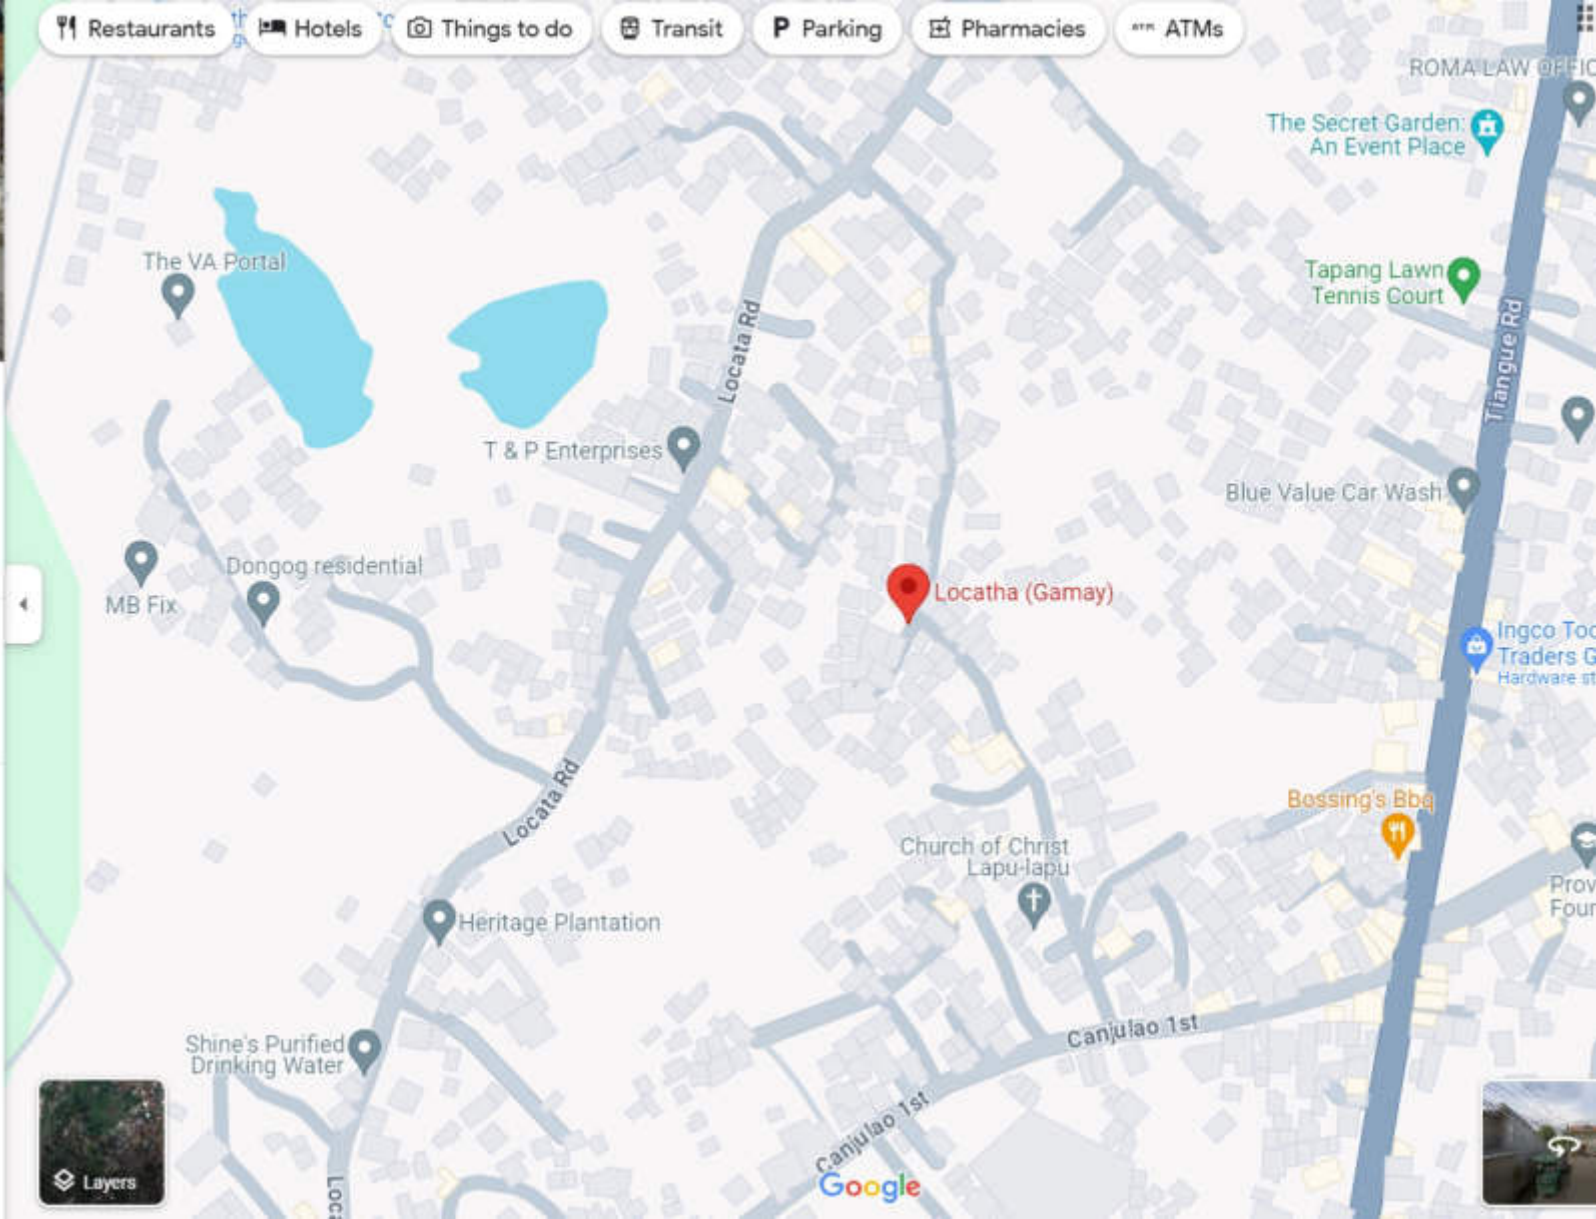 Restaurants
Hotels
Things to do
Transit
Parking
Pharmacies
ATMs
ROMA LAW OFFIC
The Secret Garden:
An Event Place
The VA Portal
Tapang Lawn
Tennis Court
Locata Rd
Tiangue Rd
T & P Enterprises
Blue Value Car Wash
Dongog residential
MB Fix
Locatha (Gamay)
Ingco Too
Traders G
Hardware st
Locata Rd
Bossing's Bbq
Church of Christ
Lapu-lapu
Prov
Four
Heritage Plantation
Canjulao 1st
Shine's Purified
Drinking Water
Canjulao 1st
Layers
Loca
Google